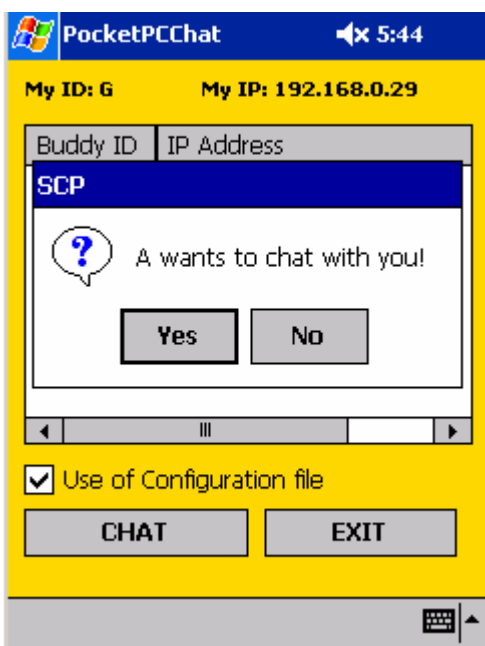 PocketPCChat 5:44
My ID: G My IP: 192.168.0.29
Buddy ID IP Address
SCP
?
A wants to chat with you!
Yes No
Use of Configuration file
CHAT EXIT